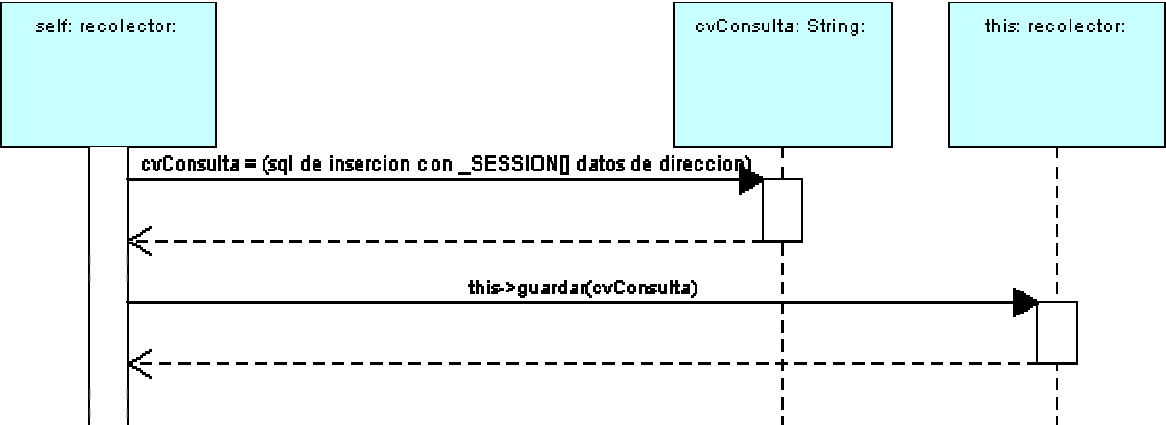 self: recolector:
cvConsulta: String:
this: recolector:
cvConsulta = (sql de insercion con _SESSION[] datos de direccion)
this->guardar(cvConsulta)